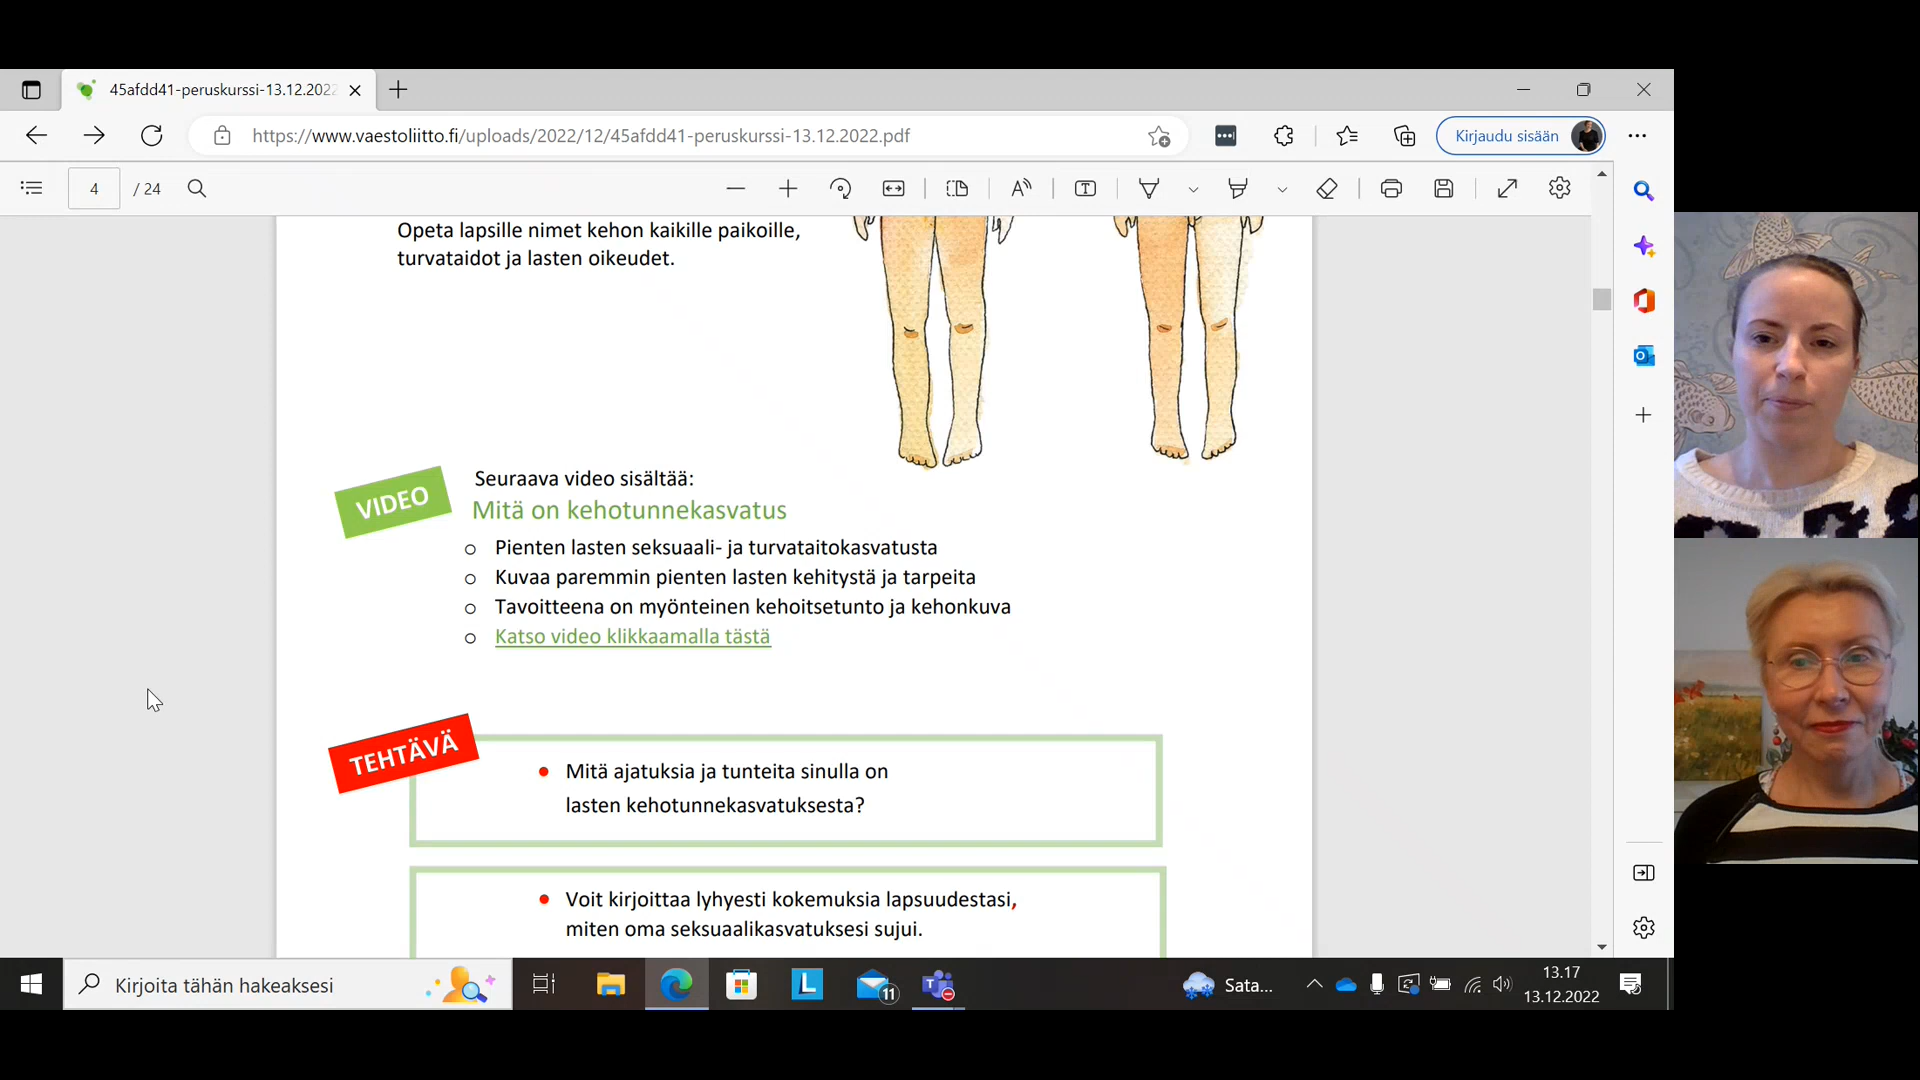 45afdd41-peruskurssi-13.12.2022
https://www.vaestoliitto.fi/uploads/2022/12/45afdd41-peruskurssi-13.12.2022.pdf
Kirjaudu sisään
4 / 24
Opeta lapsille nimet kehon kaikille paikoille,
turvataidot ja lasten oikeudet.
VIDEO
Seuraava video sisältää:
Mitä on kehotunnekasvatus
Pienten lasten seksuaali- ja turvataitokasvatusta
Kuvaa paremmin pienten lasten kehitystä ja tarpeita
Tavoitteena on myönteinen kehoitsetunto ja kehonkuva
Katso video klikkaamalla tästä
TEHTÄVÄ
Mitä ajatuksia ja tunteita sinulla on
lasten kehotunnekasvatuksesta?
Voit kirjoittaa lyhyesti kokemuksia lapsuudestasi,
miten oma seksuaalikasvatuksesi sujui.
Kirjoita tähän hakeaksesi
L
11
Sata...
13.17
13.12.2022